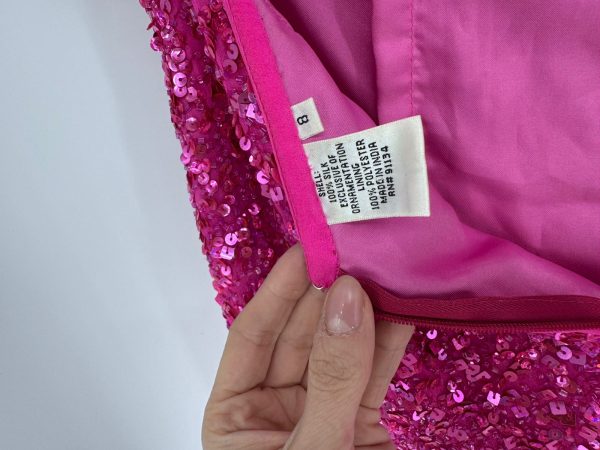 8
SHELL:
100% SILK
EXCLUSIVE OF
ORNAMENTATION
LINING
100% POLYESTER
MADE IN INDIA
RN# 91134